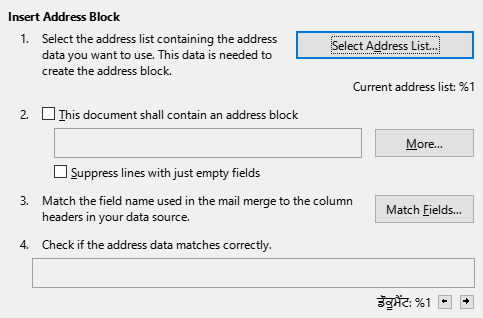 Insert Address Block
1. Select the address list containing the address
data you want to use. This data is needed to
create the address block.
Select Address List...
Current address list: %1
2. This document shall contain an address block
More...
Suppress lines with just empty fields
3. Match the field name used in the mail merge to the column
headers in your data source.
Match Fields...
4. Check if the address data matches correctly.
ਡੌਕੂਮੈਂਟ: %1